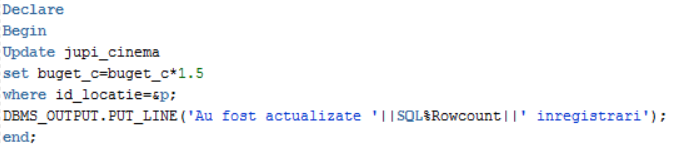 Declare
Begin
Update jupi_cinema
set buget_c=buget_c*1.5
where id_locatie=&p;
DBMS_OUTPUT.PUT_LINE('Au fost actualizate '||SQL%Rowcount||' inregistrari');
end;